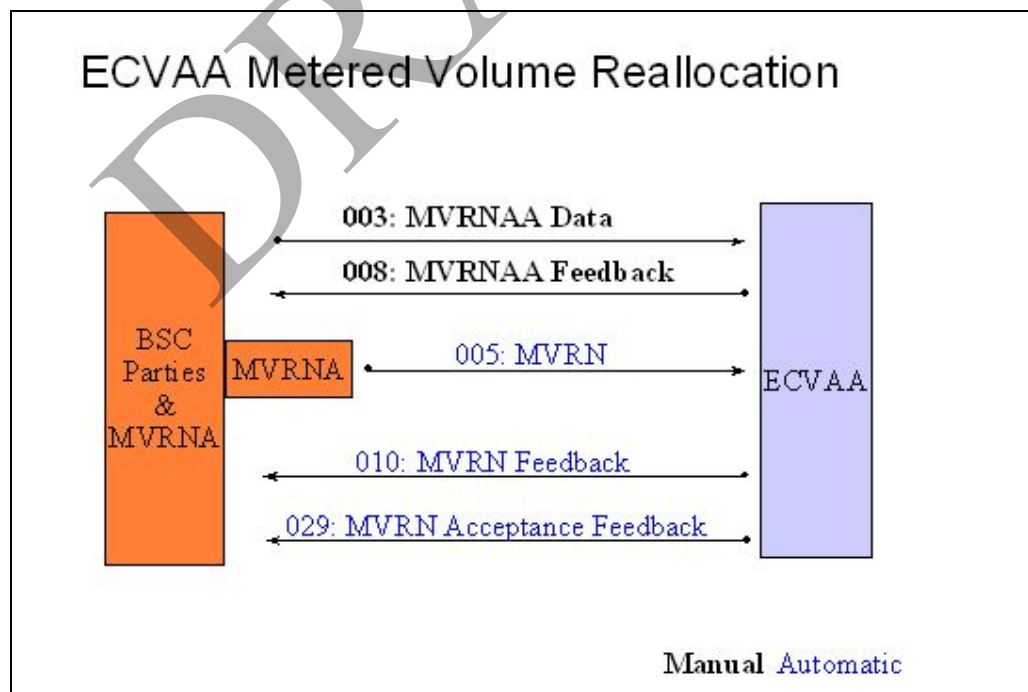 ECVAA Metered Volume Reallocation
003: MVRNAA Data
008: MVRNAA Feedback
BSC
Parties
&
MVRNA
MVRNA
005: MVRN
ECVAA
010: MVRN Feedback
029: MVRN Acceptance Feedback
Manual Automatic